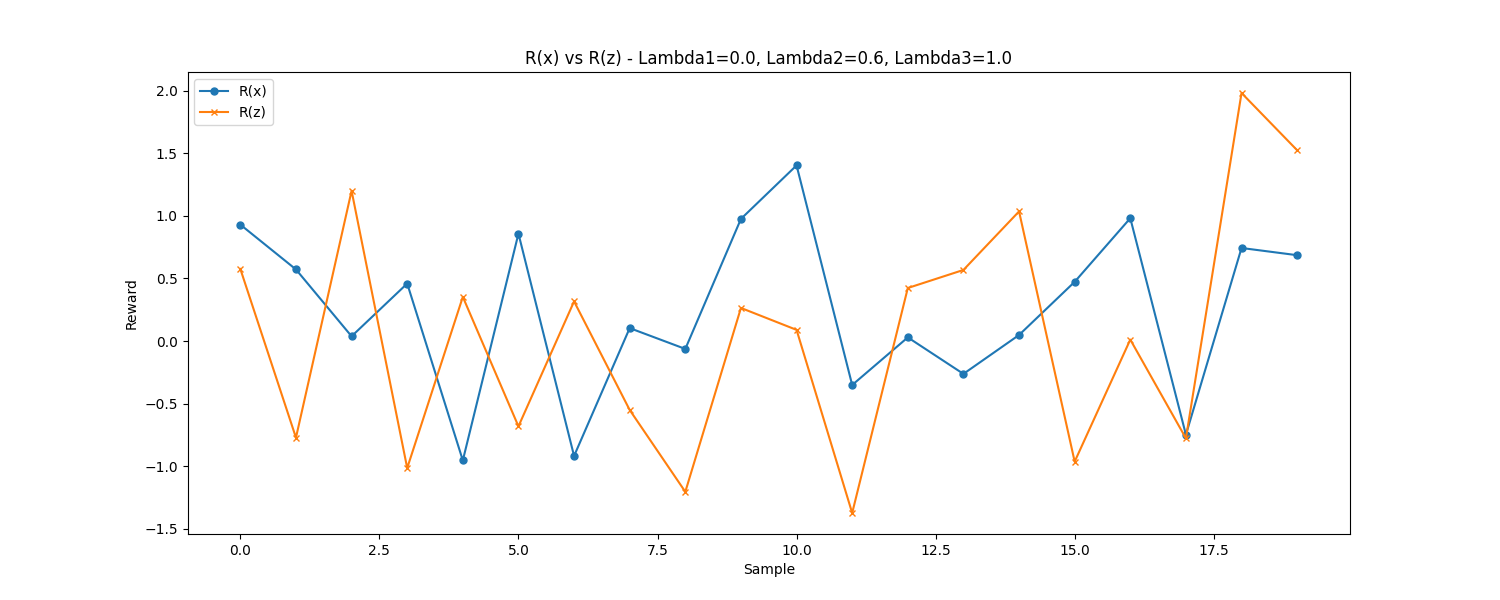 R(x) vs R(z) - Lambda1=0.0, Lambda2=0.6, Lambda3=1.0
R(x)
R(z)
2.0
1.5
1.0
0.5
0.0
−0.5
−1.0
−1.5
Reward
0.0 2.5 5.0 7.5 10.0 12.5 15.0 17.5
Sample